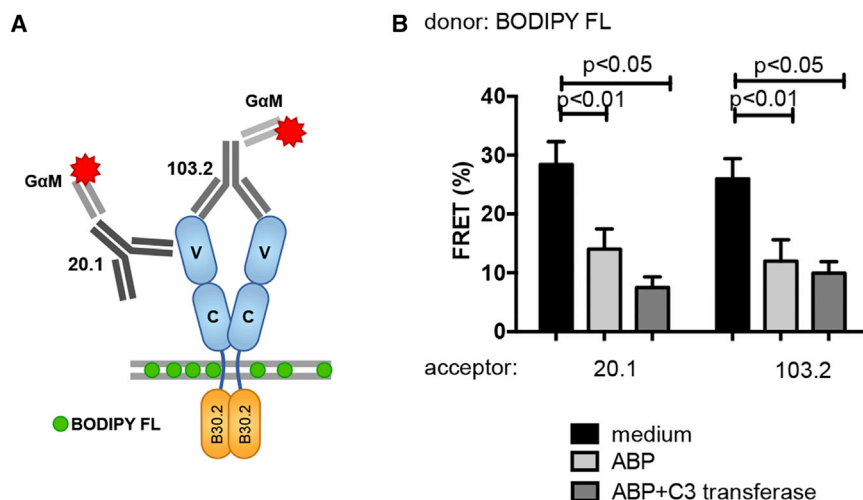 A
GαM
GαM
103.2
20.1
V V
C C
B30.2 B30.2
BODIPY FL
B donor: BODIPY FL
p<0.05 p<0.05
p<0.01 p<0.01
FRET (%)
40
30
20
10
0
acceptor: 20.1 103.2
medium
ABP
ABP+C3 transferase